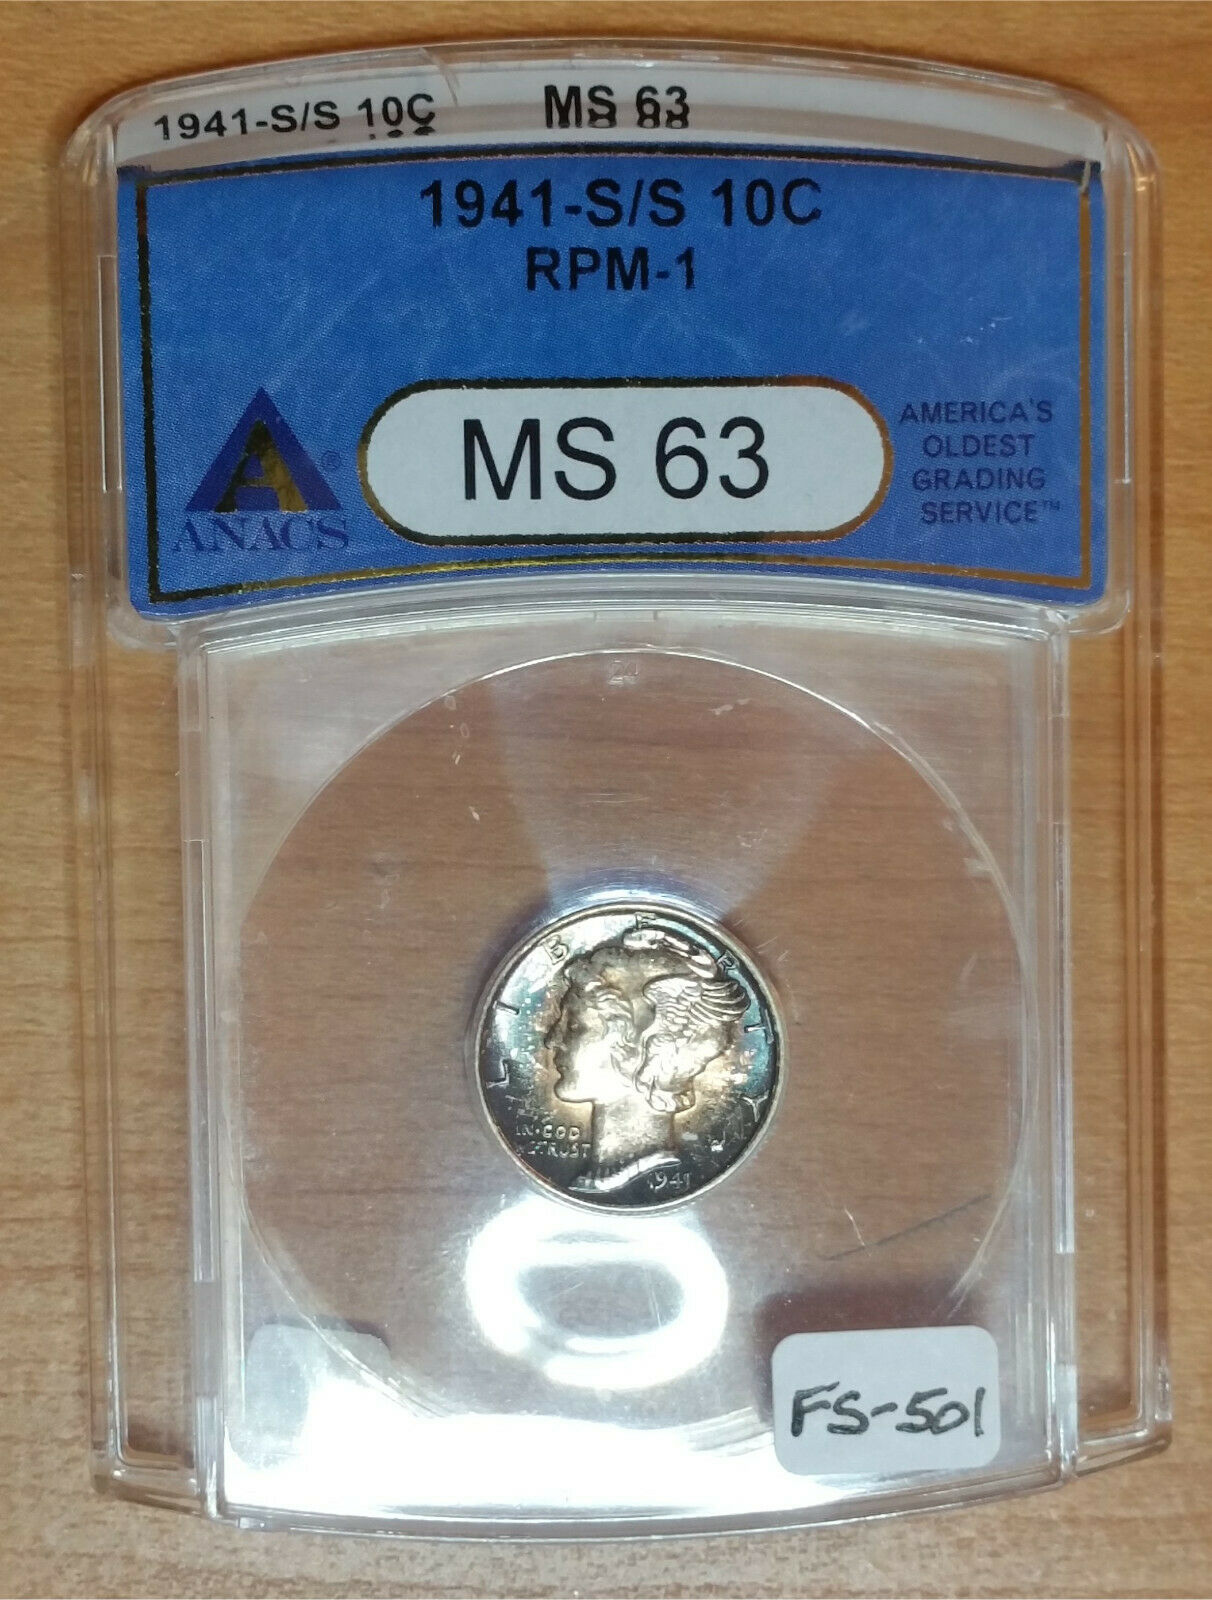 1941-S/S 10C MS 63
1941-S/S 10C
RPM-1
MS 63
ANACS®
AMERICA'S
OLDEST
GRADING
SERVICE™
24
LIBERTY
IN·GOD
TRUST
1941
FS-501